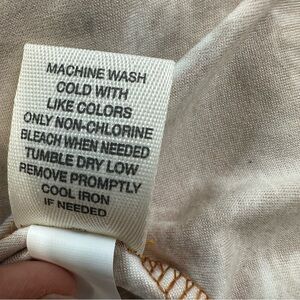 MACHINE WASH
COLD WITH
LIKE COLORS
ONLY NON-CHLORINE
BLEACH WHEN NEEDED
TUMBLE DRY LOW
REMOVE PROMPTLY
COOL IRON
IF NEEDED